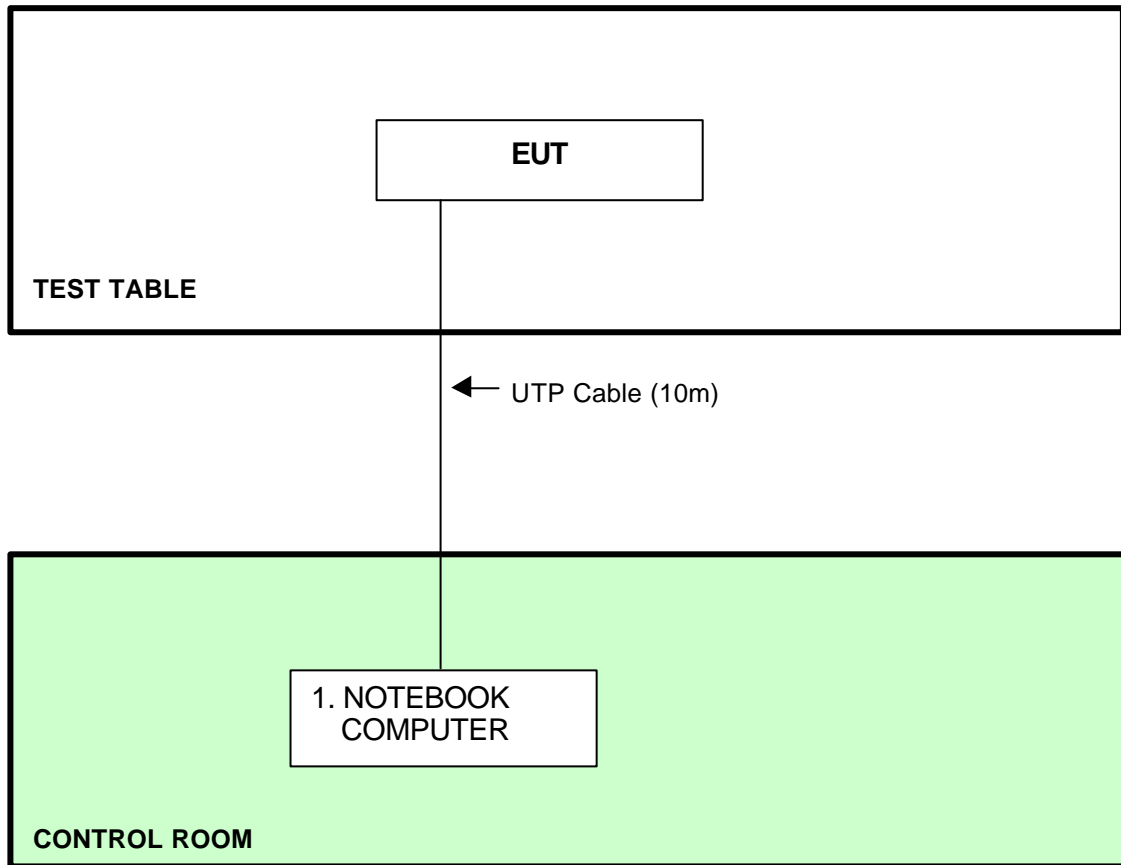 EUT
TEST TABLE
UTP Cable (10m)
1. NOTEBOOK
COMPUTER
CONTROL ROOM